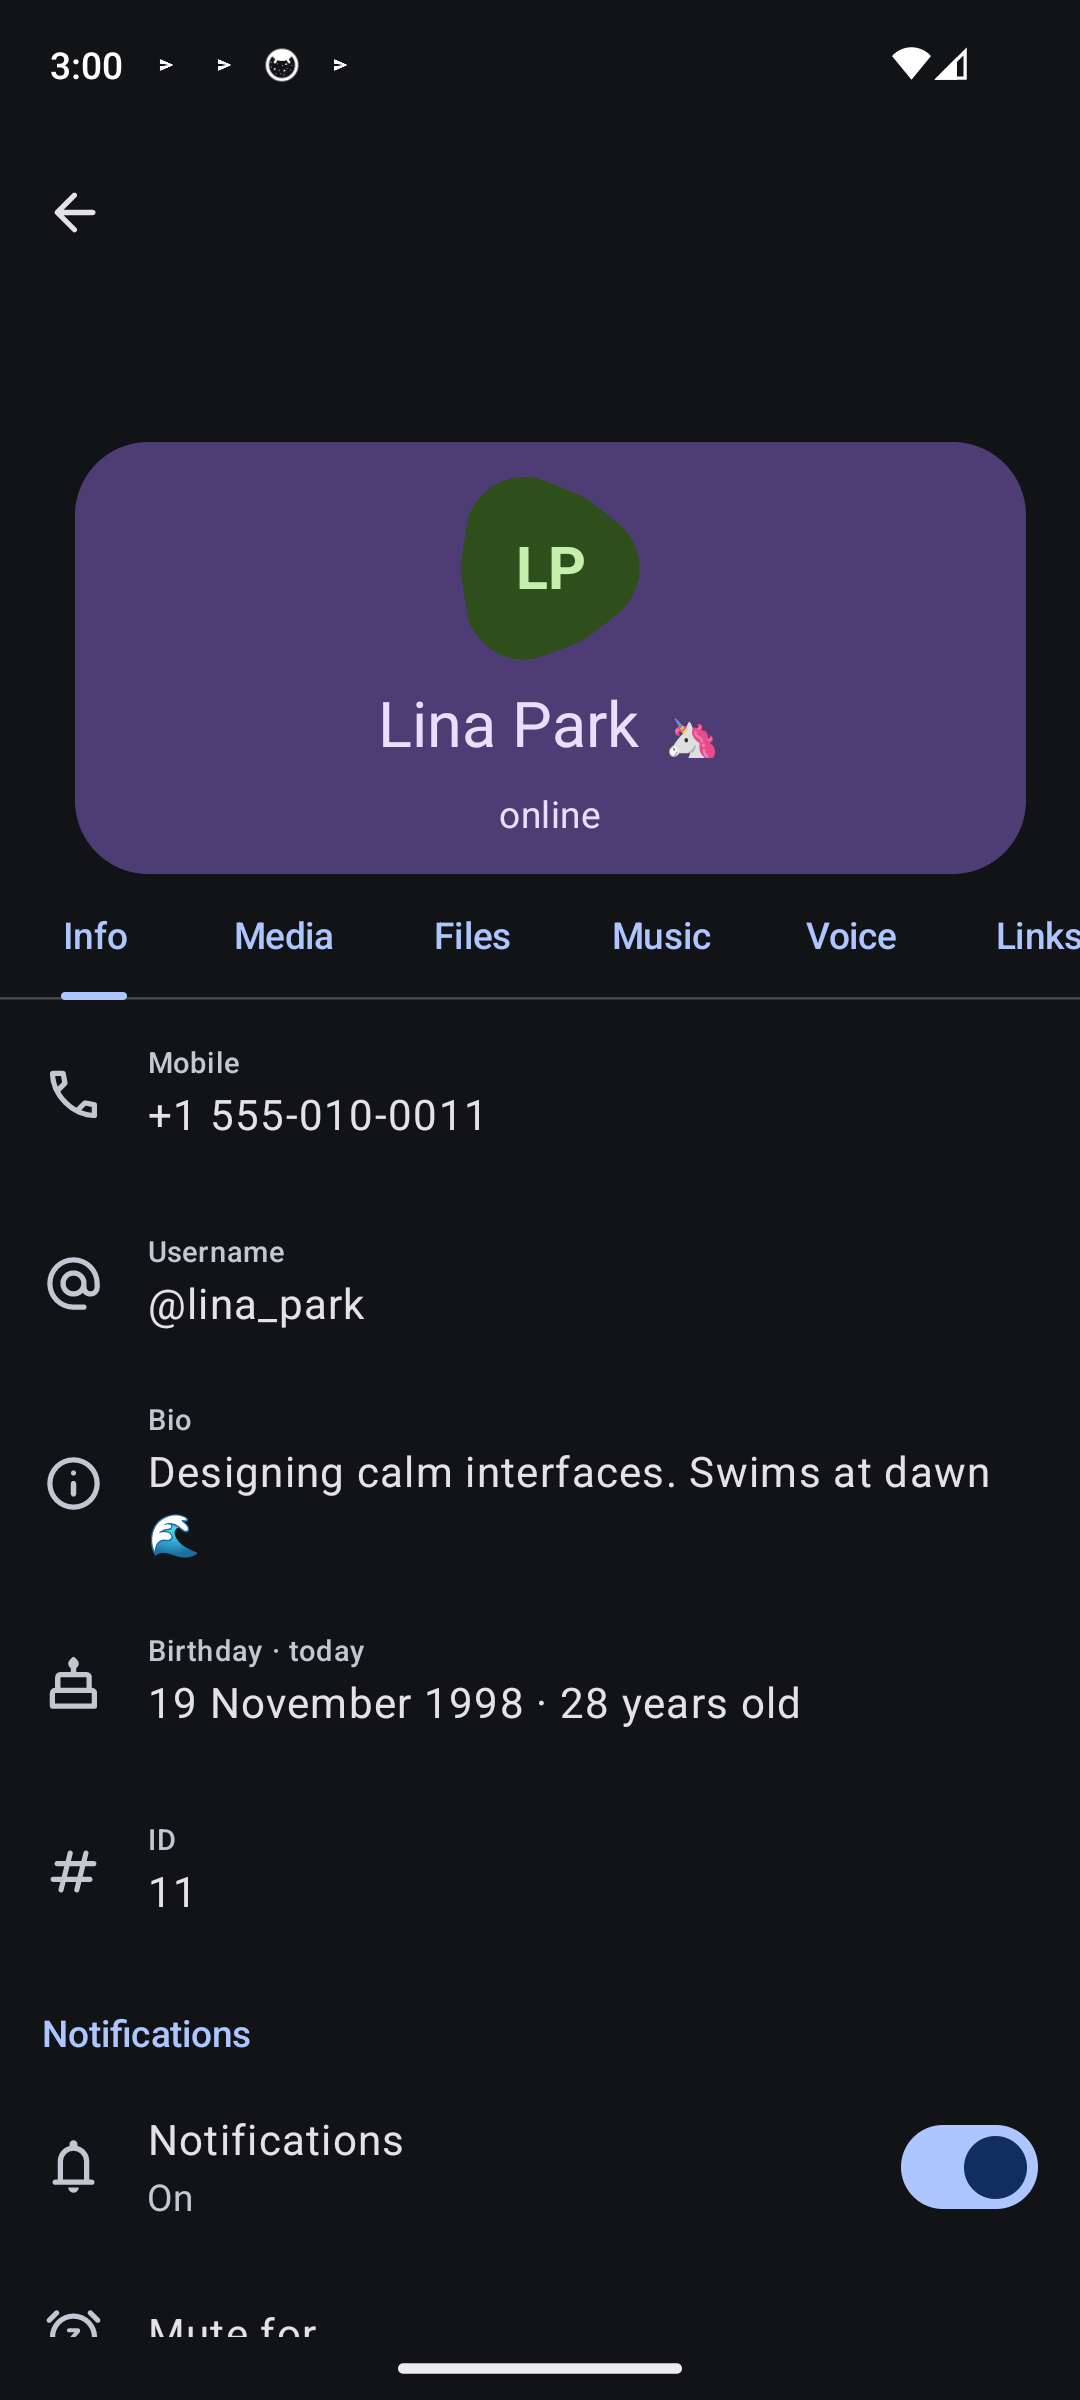 3:00
LP
Lina Park 🦄
online
Info Media Files Music Voice Links
Mobile
+1 555-010-0011
Username
@lina_park
Bio
Designing calm interfaces. Swims at dawn
🌊
Birthday · today
19 November 1998 · 28 years old
ID
11
Notifications
Notifications
On
Mute for